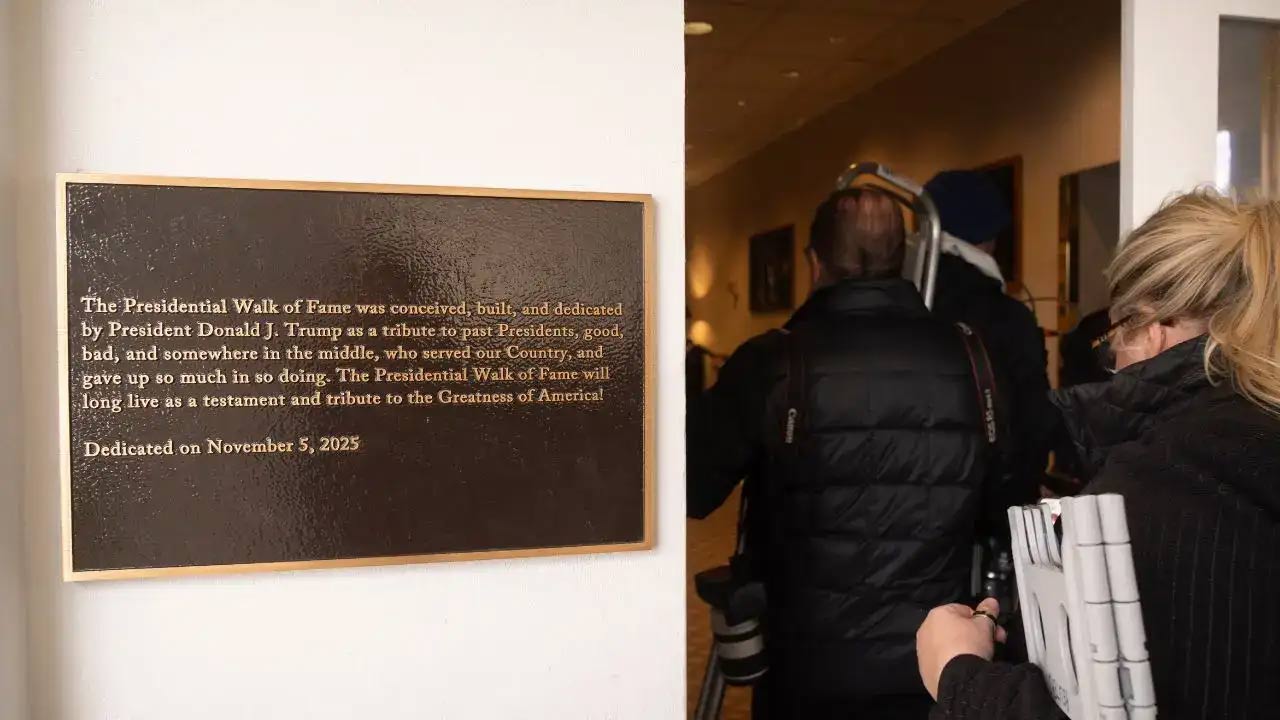 The Presidential Walk of Fame was conceived, built, and dedicated
by President Donald J. Trump as a tribute to past Presidents, good,
bad, and somewhere in the middle, who served our Country, and
gave up so much in so doing. The Presidential Walk of Fame will
long live as a testament and tribute to the Greatness of America!
Dedicated on November 5, 2025
Canon